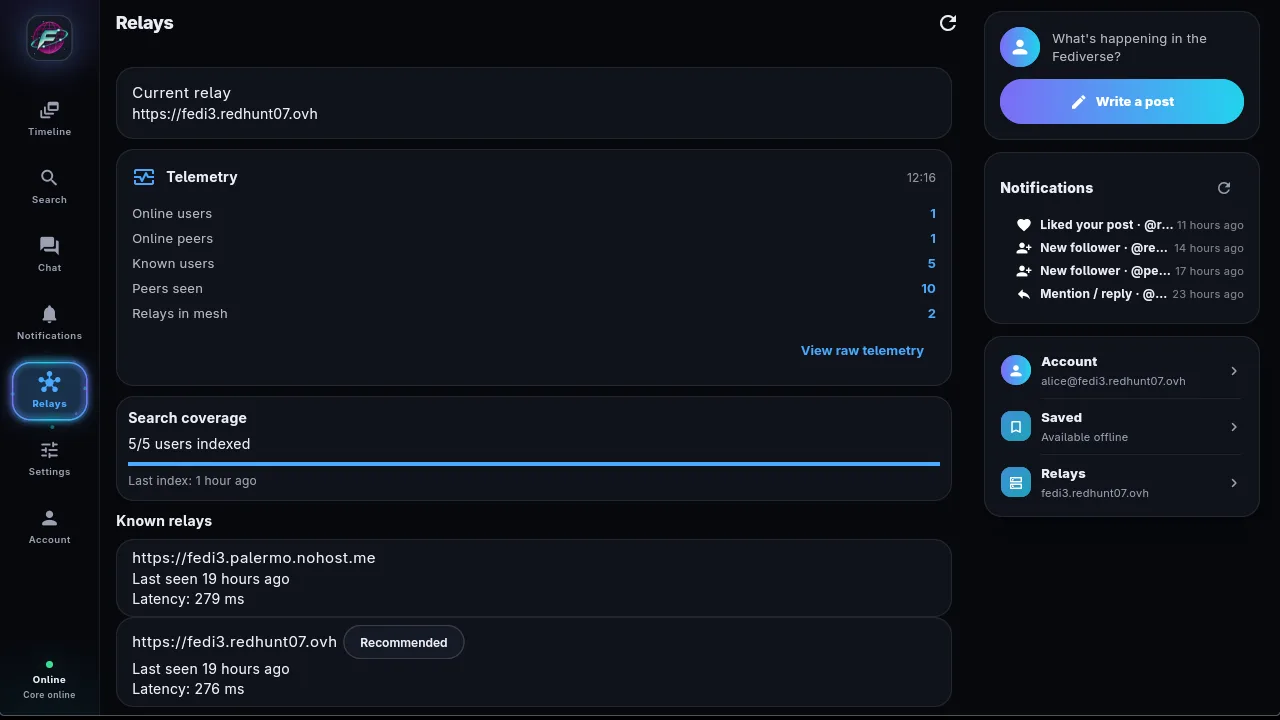 Timeline
Search
Chat
Notifications
Relays
Settings
Account
Online
Core online
Relays
Current relay
https://fedi3.redhunt07.ovh
Telemetry
12:16
Online users 1
Online peers 1
Known users 5
Peers seen 10
Relays in mesh 2
View raw telemetry
Search coverage
5/5 users indexed
Last index: 1 hour ago
Known relays
https://fedi3.palermo.nohost.me
Last seen 19 hours ago
Latency: 279 ms
https://fedi3.redhunt07.ovh Recommended
Last seen 19 hours ago
Latency: 276 ms
What's happening in the
Fediverse?
Write a post
Notifications
Liked your post · @r... 11 hours ago
New follower · @re... 14 hours ago
New follower · @pe... 17 hours ago
Mention / reply · @... 23 hours ago
Account
alice@fedi3.redhunt07.ovh
Saved
Available offline
Relays
fedi3.redhunt07.ovh